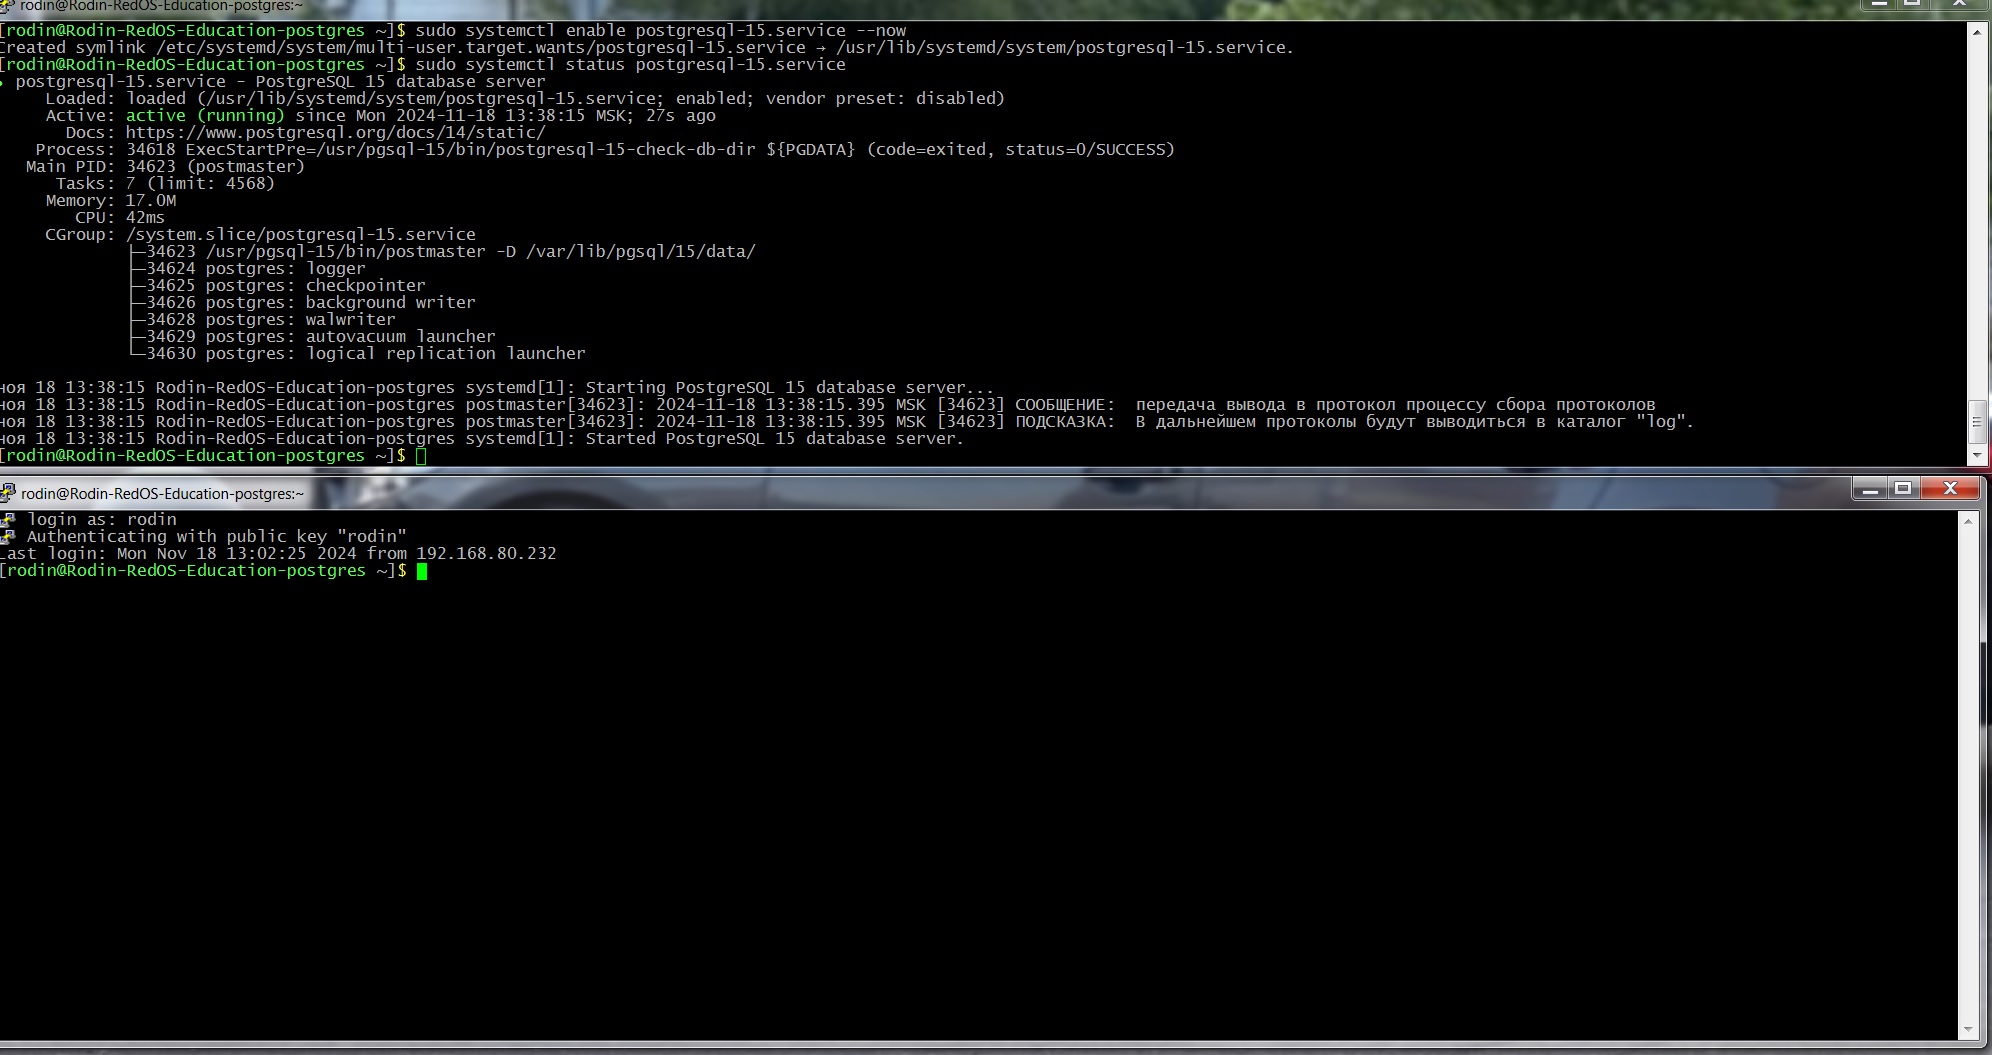 rodin@Rodin-RedOS-Education-postgres:~
[rodin@Rodin-RedOS-Education-postgres ~]$ sudo systemctl enable postgresql-15.service --now
Created symlink /etc/systemd/system/multi-user.target.wants/postgresql-15.service → /usr/lib/systemd/system/postgresql-15.service.
[rodin@Rodin-RedOS-Education-postgres ~]$ sudo systemctl status postgresql-15.service
● postgresql-15.service - PostgreSQL 15 database server
Loaded: loaded (/usr/lib/systemd/system/postgresql-15.service; enabled; vendor preset: disabled)
Active: active (running) since Mon 2024-11-18 13:38:15 MSK; 27s ago
Docs: https://www.postgresql.org/docs/14/static/
Process: 34618 ExecStartPre=/usr/pgsql-15/bin/postgresql-15-check-db-dir ${PGDATA} (code=exited, status=0/SUCCESS)
Main PID: 34623 (postmaster)
Tasks: 7 (limit: 4568)
Memory: 17.0M
CPU: 42ms
CGroup: /system.slice/postgresql-15.service
├─34623 /usr/pgsql-15/bin/postmaster -D /var/lib/pgsql/15/data/
├─34624 postgres: logger
├─34625 postgres: checkpointer
├─34626 postgres: background writer
├─34628 postgres: walwriter
├─34629 postgres: autovacuum launcher
└─34630 postgres: logical replication launcher
ноя 18 13:38:15 Rodin-RedOS-Education-postgres systemd[1]: Starting PostgreSQL 15 database server...
ноя 18 13:38:15 Rodin-RedOS-Education-postgres postmaster[34623]: 2024-11-18 13:38:15.395 MSK [34623] СООБЩЕНИЕ:  передача вывода в протокол процессу сбора протоколов
ноя 18 13:38:15 Rodin-RedOS-Education-postgres postmaster[34623]: 2024-11-18 13:38:15.395 MSK [34623] ПОДСКАЗКА:  В дальнейшем протоколы будут выводиться в каталог "log".
ноя 18 13:38:15 Rodin-RedOS-Education-postgres systemd[1]: Started PostgreSQL 15 database server.
[rodin@Rodin-RedOS-Education-postgres ~]$
rodin@Rodin-RedOS-Education-postgres:~
login as: rodin
Authenticating with public key "rodin"
Last login: Mon Nov 18 13:02:25 2024 from 192.168.80.232
[rodin@Rodin-RedOS-Education-postgres ~]$